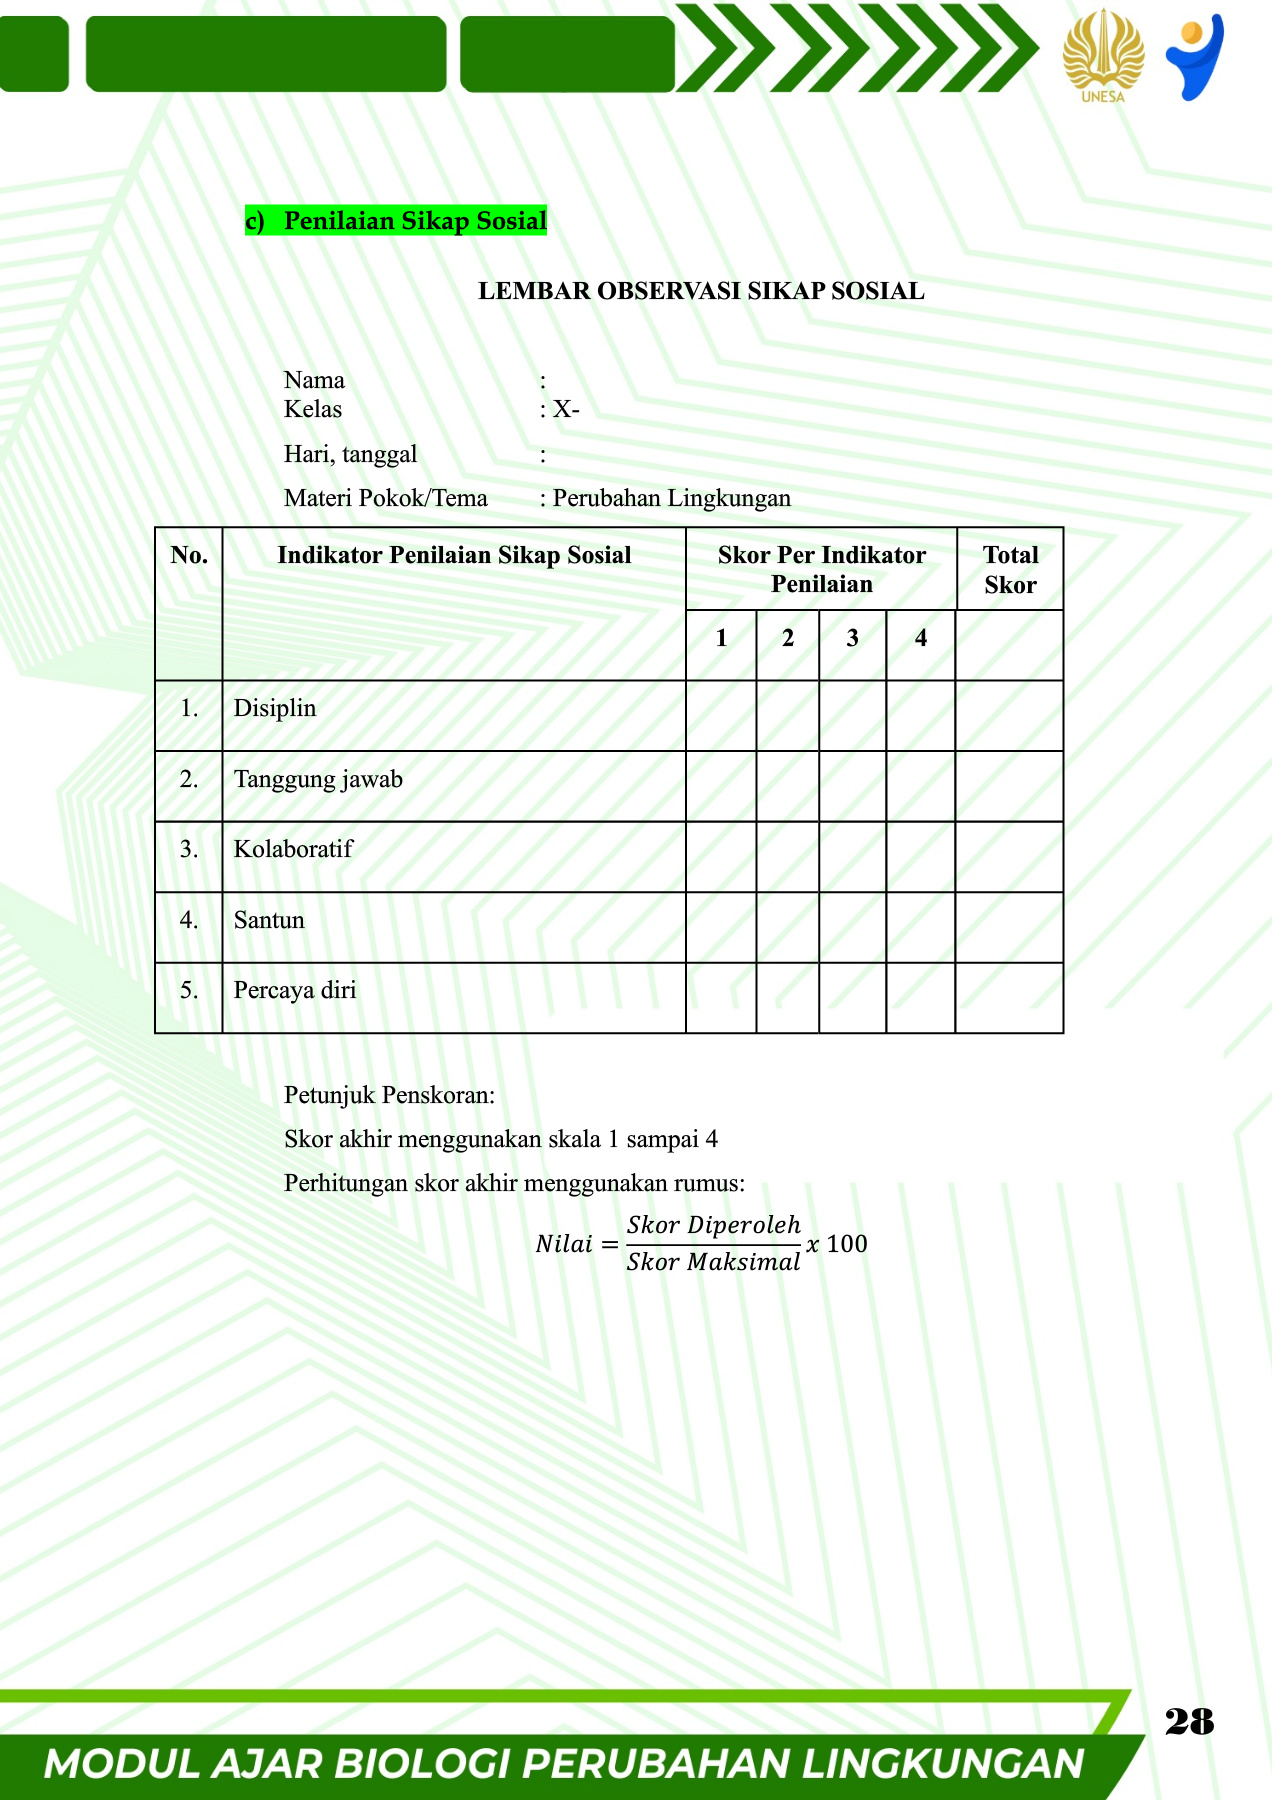 UNESA
c) Penilaian Sikap Sosial
LEMBAR OBSERVASI SIKAP SOSIAL
Nama :
Kelas : X-
Hari, tanggal :
Materi Pokok/Tema : Perubahan Lingkungan
No. Indikator Penilaian Sikap Sosial Skor Per Indikator Penilaian Total Skor
1 2 3 4
1. Disiplin
2. Tanggung jawab
3. Kolaboratif
4. Santun
5. Percaya diri
Petunjuk Penskoran:
Skor akhir menggunakan skala 1 sampai 4
Perhitungan skor akhir menggunakan rumus:
Nilai = Skor Diperoleh / Skor Maksimal x 100
28
MODUL AJAR BIOLOGI PERUBAHAN LINGKUNGAN